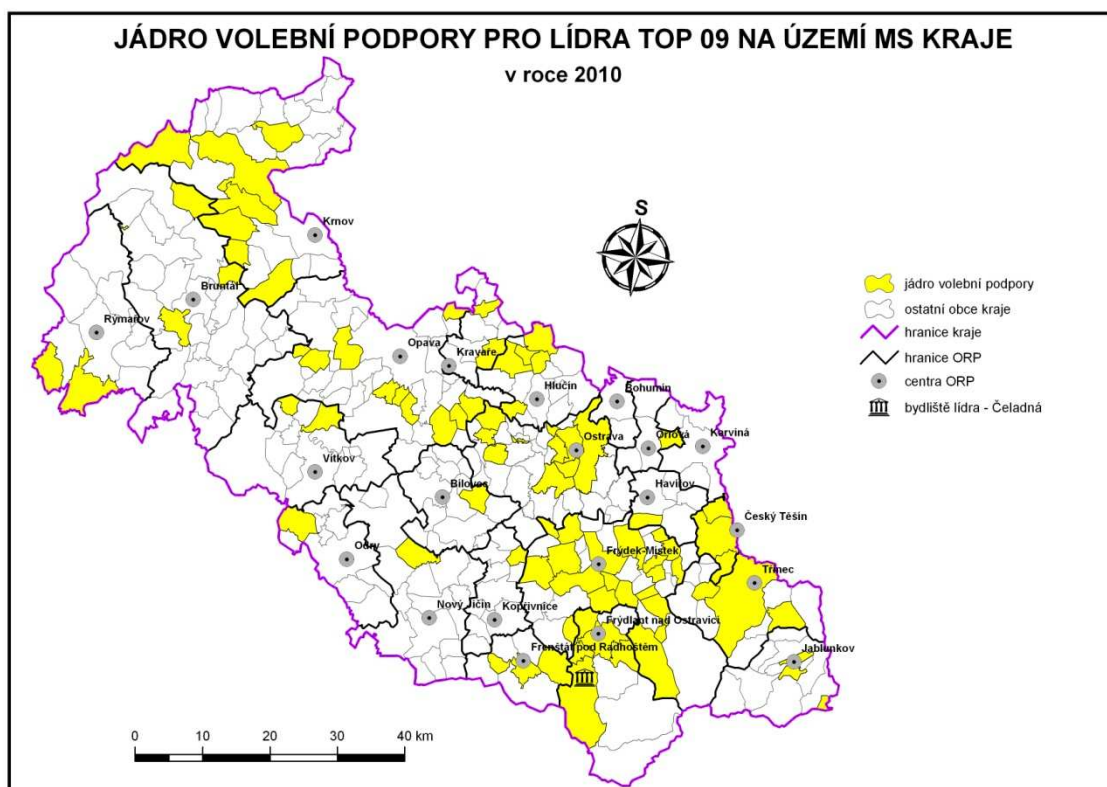 JÁDRO VOLEBNÍ PODPORY PRO LÍDRA TOP 09 NA ÚZEMÍ MS KRAJE
v roce 2010
S
Krnov
Bruntál
Rýmařov
Opava
Kravaře
Hlučín
Bohumín
Ostrava
Orlová
Karviná
Vítkov
Bílovec
Havířov
Český Těšín
Odry
Frýdek-Místek
Třinec
Nový Jičín
Kopřivnice
Frýdlant nad Ostravicí
Frenštát pod Radhoštěm
Jablunkov
jádro volební podpory
ostatní obce kraje
hranice kraje
hranice ORP
centra ORP
bydliště lídra - Čeladná
0 10 20 30 40 km